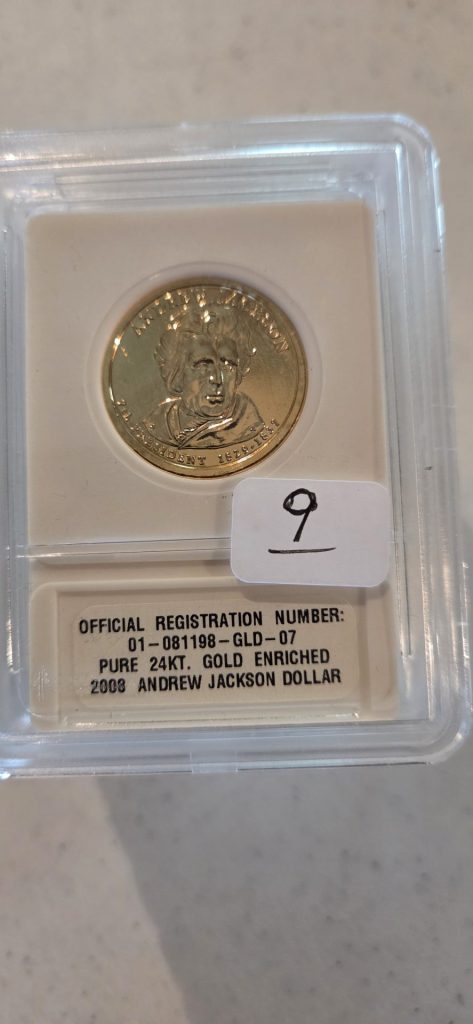 ANDREW JACKSON
7th PRESIDENT 1829-1837
9
OFFICIAL REGISTRATION NUMBER:
01-081198-GLD-07
PURE 24KT. GOLD ENRICHED
2008 ANDREW JACKSON DOLLAR